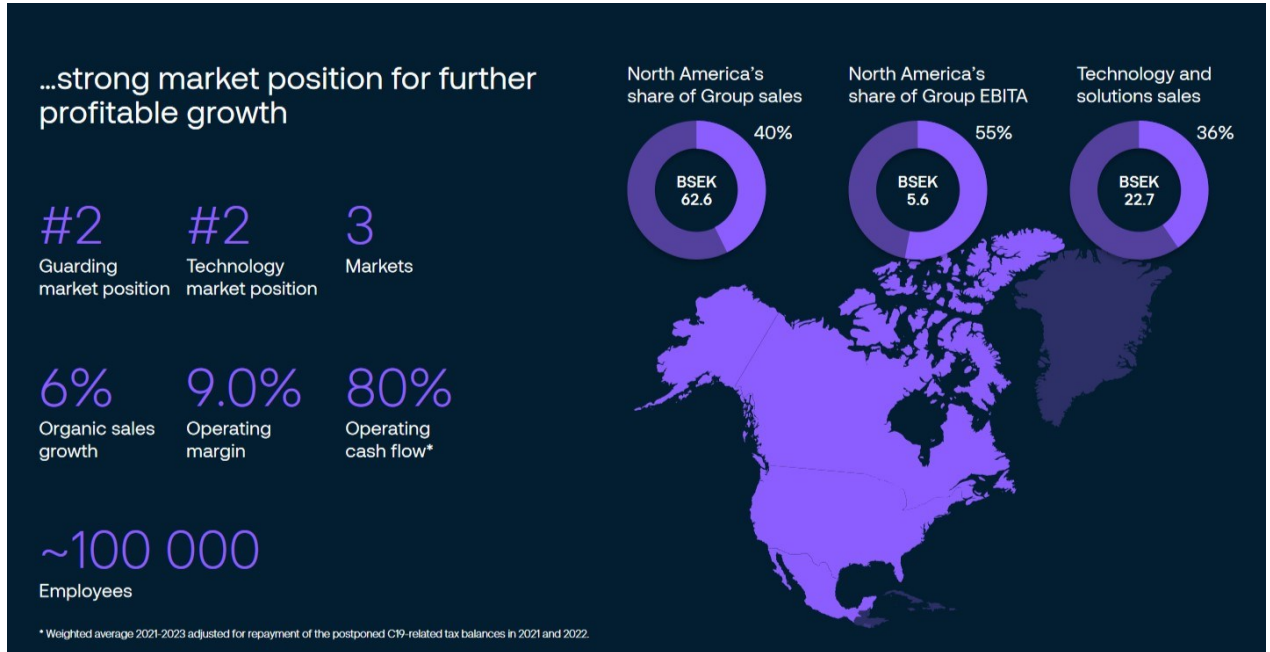 ...strong market position for further
profitable growth
#2
Guarding
market position
#2
Technology
market position
3
Markets
6%
Organic sales
growth
9.0%
Operating
margin
80%
Operating
cash flow*
~100 000
Employees
* Weighted average 2021-2023 adjusted for repayment of the postponed C19-related tax balances in 2021 and 2022.
North America's
share of Group sales
40%
BSEK
62.6
North America's
share of Group EBITA
55%
BSEK
5.6
Technology and
solutions sales
36%
BSEK
22.7